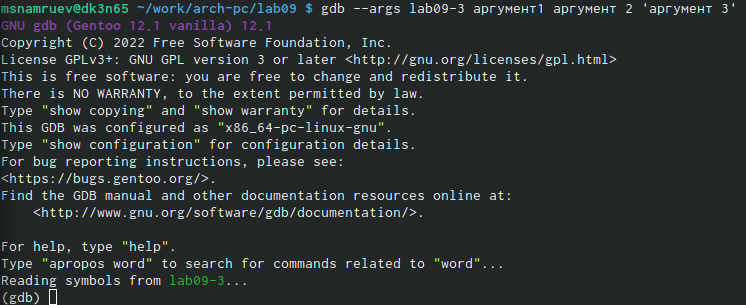 msnamruev@dk3n65 ~/work/arch-pc/lab09 $ gdb --args lab09-3 аргумент1 аргумент 2 'аргумент 3'
GNU gdb (Gentoo 12.1 vanilla) 12.1
Copyright (C) 2022 Free Software Foundation, Inc.
License GPLv3+: GNU GPL version 3 or later <http://gnu.org/licenses/gpl.html>
This is free software: you are free to change and redistribute it.
There is NO WARRANTY, to the extent permitted by law.
Type "show copying" and "show warranty" for details.
This GDB was configured as "x86_64-pc-linux-gnu".
Type "show configuration" for configuration details.
For bug reporting instructions, please see:
<https://bugs.gentoo.org/>.
Find the GDB manual and other documentation resources online at:
    <http://www.gnu.org/software/gdb/documentation/>.

For help, type "help".
Type "apropos word" to search for commands related to "word"...
Reading symbols from lab09-3...
(gdb)